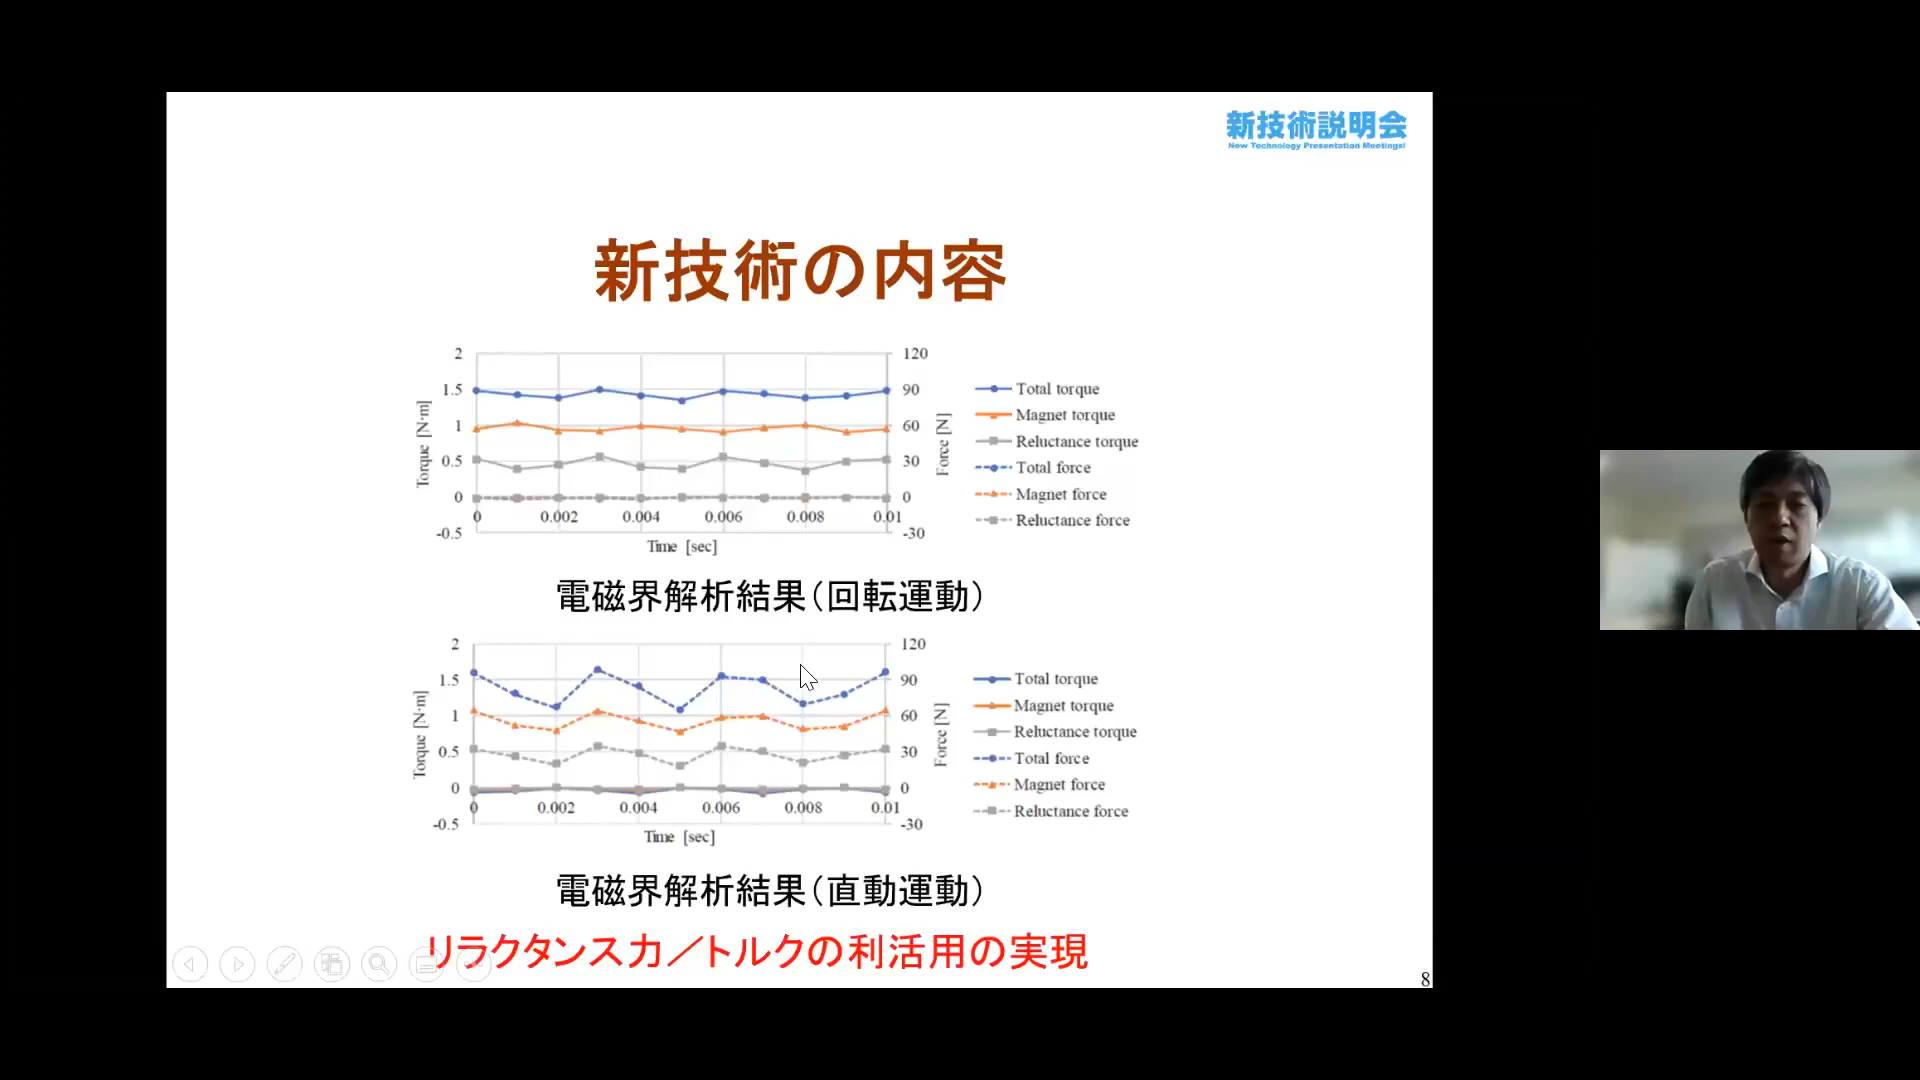 新技術説明会
New Technology Presentation Meetings!
新技術の内容
2
1.5
1
0.5
0
-0.5
Torque [N·m]
120
90
60
30
0
-30
Force [N]
0 0.002 0.004 0.006 0.008 0.01
Time [sec]
Total torque
Magnet torque
Reluctance torque
Total force
Magnet force
Reluctance force
電磁界解析結果(回転運動)
2
1.5
1
0.5
0
-0.5
Torque [N·m]
120
90
60
30
0
-30
Force [N]
0 0.002 0.004 0.006 0.008 0.01
Time [sec]
Total torque
Magnet torque
Reluctance torque
Total force
Magnet force
Reluctance force
電磁界解析結果(直動運動)
リラクタンス力/トルクの利活用の実現
8